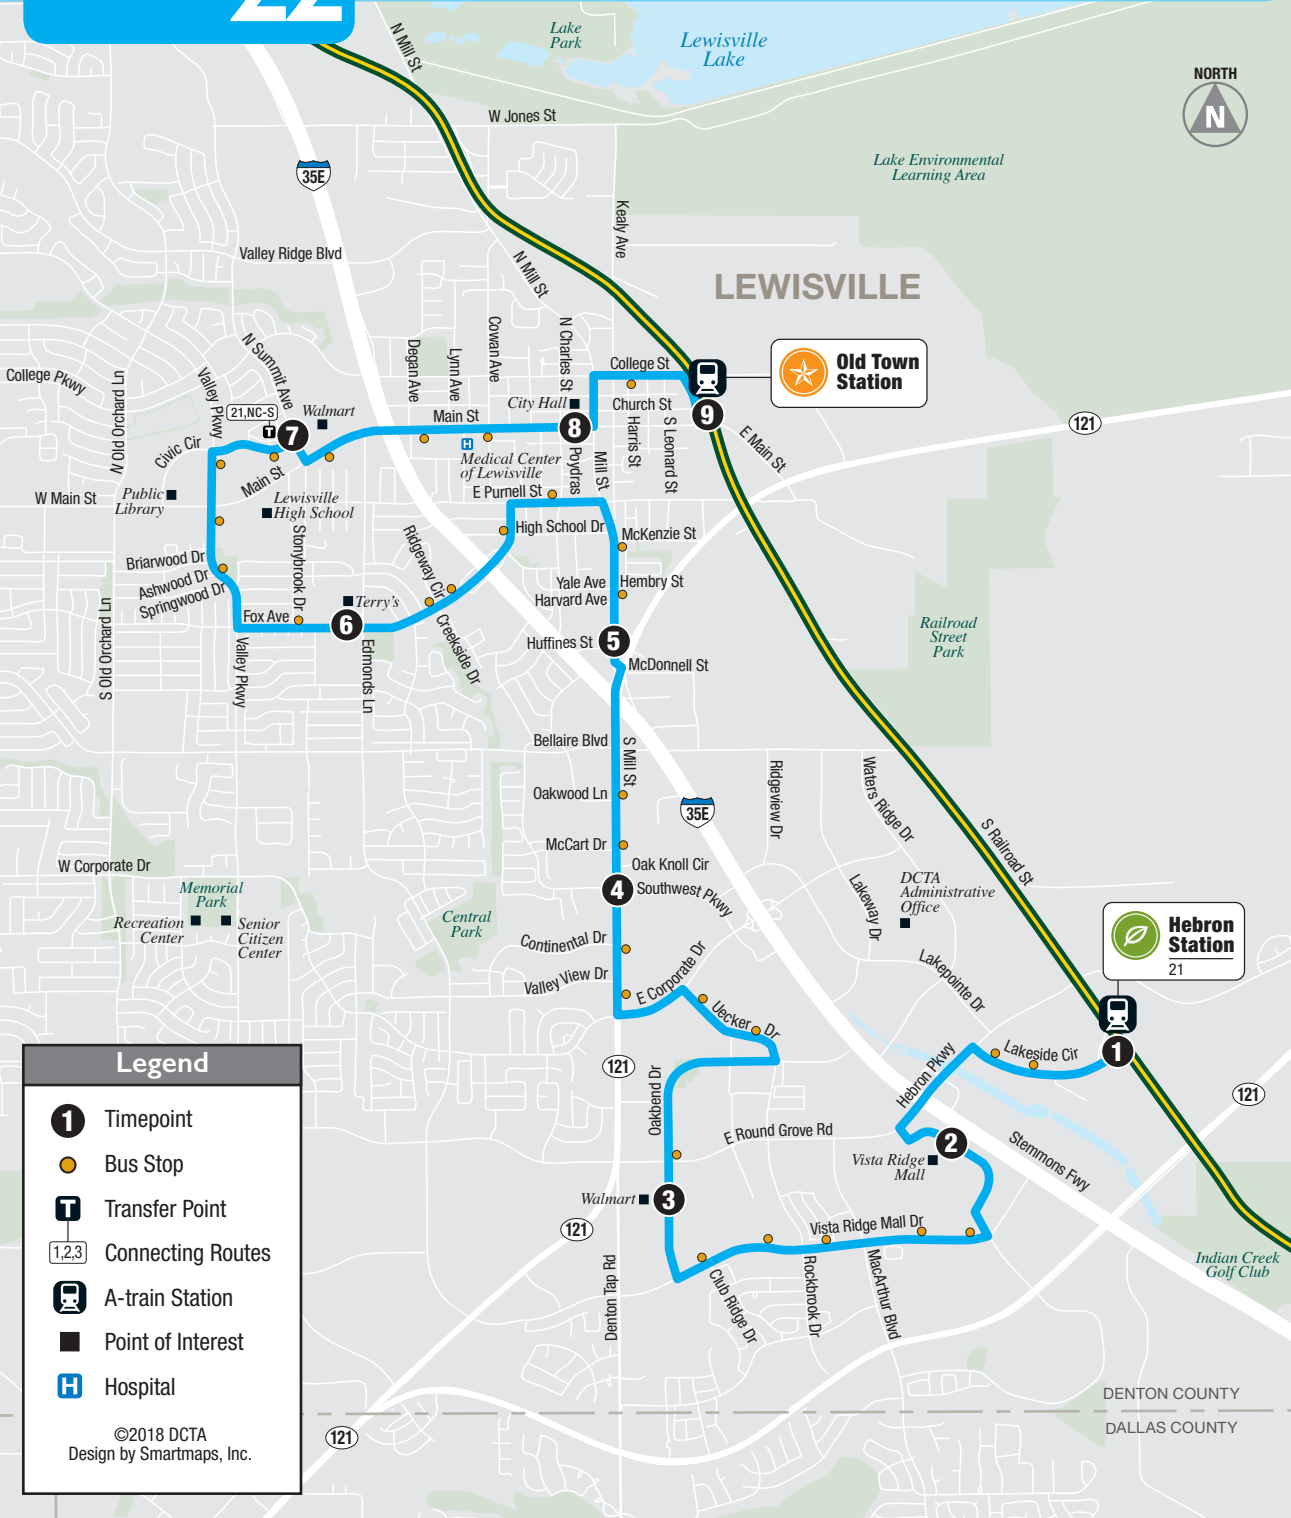 22
N Mill St
Lake
Park
Lewisville
Lake
NORTH
N
W Jones St
Lake Environmental
Learning Area
35E
Kealy Ave
Valley Ridge Blvd
N Mill St
LEWISVILLE
N Summit Ave
Degan Ave
Lynn Ave
Cowan Ave
N Charles St
College St
Old Town
Station
College Pkwy
N Old Orchard Ln
Valley Pkwy
21,NC-S
T
Walmart
7
Main St
City Hall
8
Church St
Harris St
S Leonard St
9
E Main St
121
Civic Cir
Main St
H
Medical Center
of Lewisville
Poydras
Mill St
W Main St
Public
Library
Lewisville
High School
E Purnell St
Stonybrook Dr
Ridgeway Cir
High School Dr
McKenzie St
Briarwood Dr
Ashwood Dr
Springwood Dr
Yale Ave
Harvard Ave
Hembry St
S Old Orchard Ln
Fox Ave
Terry's
6
Valley Pkwy
Edmonds Ln
Creekside Dr
Huffines St
5
McDonnell St
Railroad
Street
Park
Bellaire Blvd
S Mill St
Oakwood Ln
35E
Ridgeview Dr
Waters Ridge Dr
S Railroad St
McCart Dr
Oak Knoll Cir
W Corporate Dr
4
Southwest Pkwy
Lakeway Dr
DCTA
Administrative
Office
Memorial
Park
Recreation
Center
Senior
Citizen
Center
Central
Park
Continental Dr
Valley View Dr
E Corporate Dr
Lakepointe Dr
Hebron
Station
21
Uecker Dr
1
Lakeside Cir
Hebron Pkwy
121
121
Oakbend Dr
E Round Grove Rd
2
Vista Ridge
Mall
Stemmons Fwy
Walmart
3
121
Vista Ridge Mall Dr
Denton Tap Rd
Club Ridge Dr
Rockbrook Dr
MacArthur Blvd
Indian Creek
Golf Club
DENTON COUNTY
DALLAS COUNTY
121
Legend
1
Timepoint
Bus Stop
T
Transfer Point
1,2,3
Connecting Routes
A-train Station
Point of Interest
H
Hospital
©2018 DCTA
Design by Smartmaps, Inc.